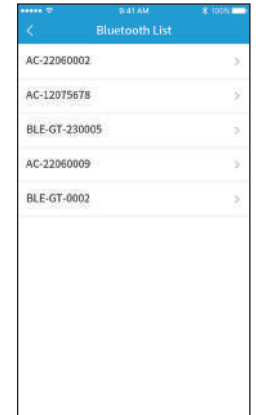 9:41 AM 100%
Bluetooth List
AC-22060002
AC-12075678
BLE-GT-230005
AC-22060009
BLE-GT-0002